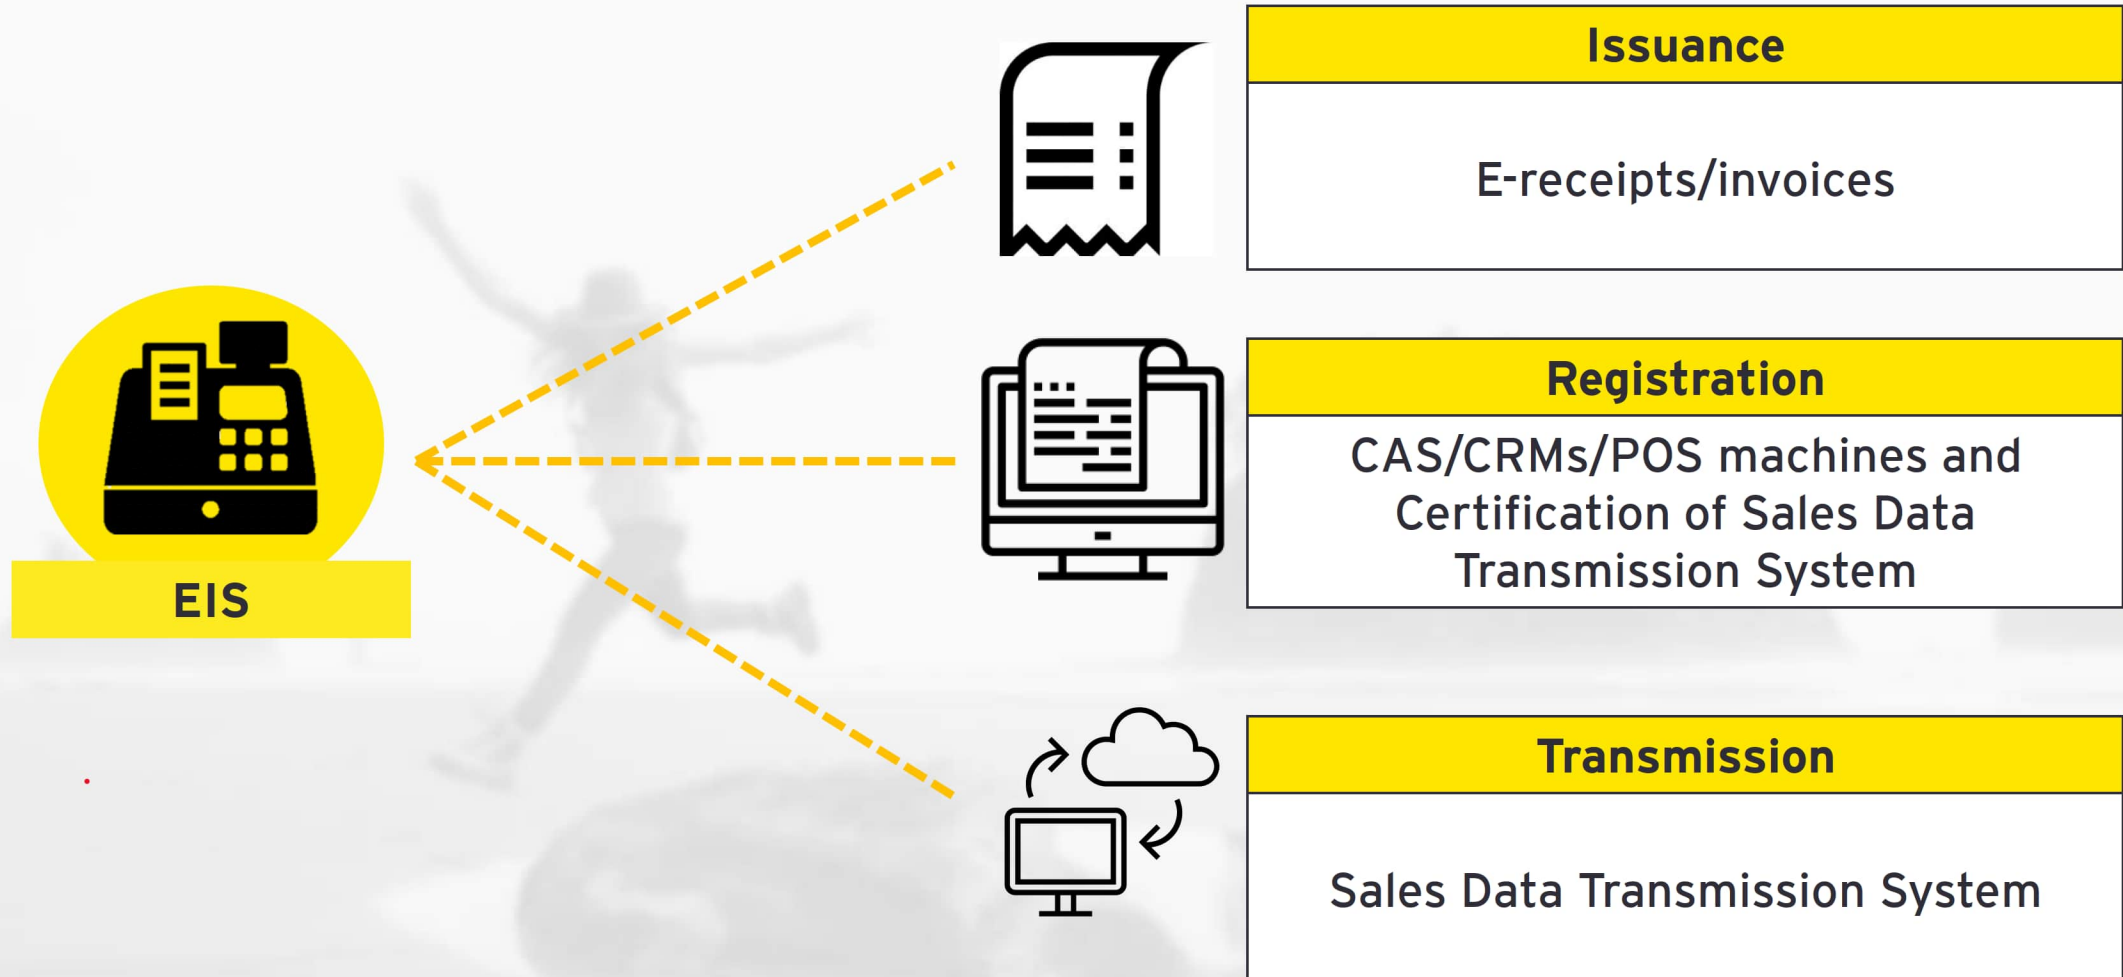 Issuance
E-receipts/invoices
EIS
Registration
CAS/CRMs/POS machines and
Certification of Sales Data
Transmission System
Transmission
Sales Data Transmission System